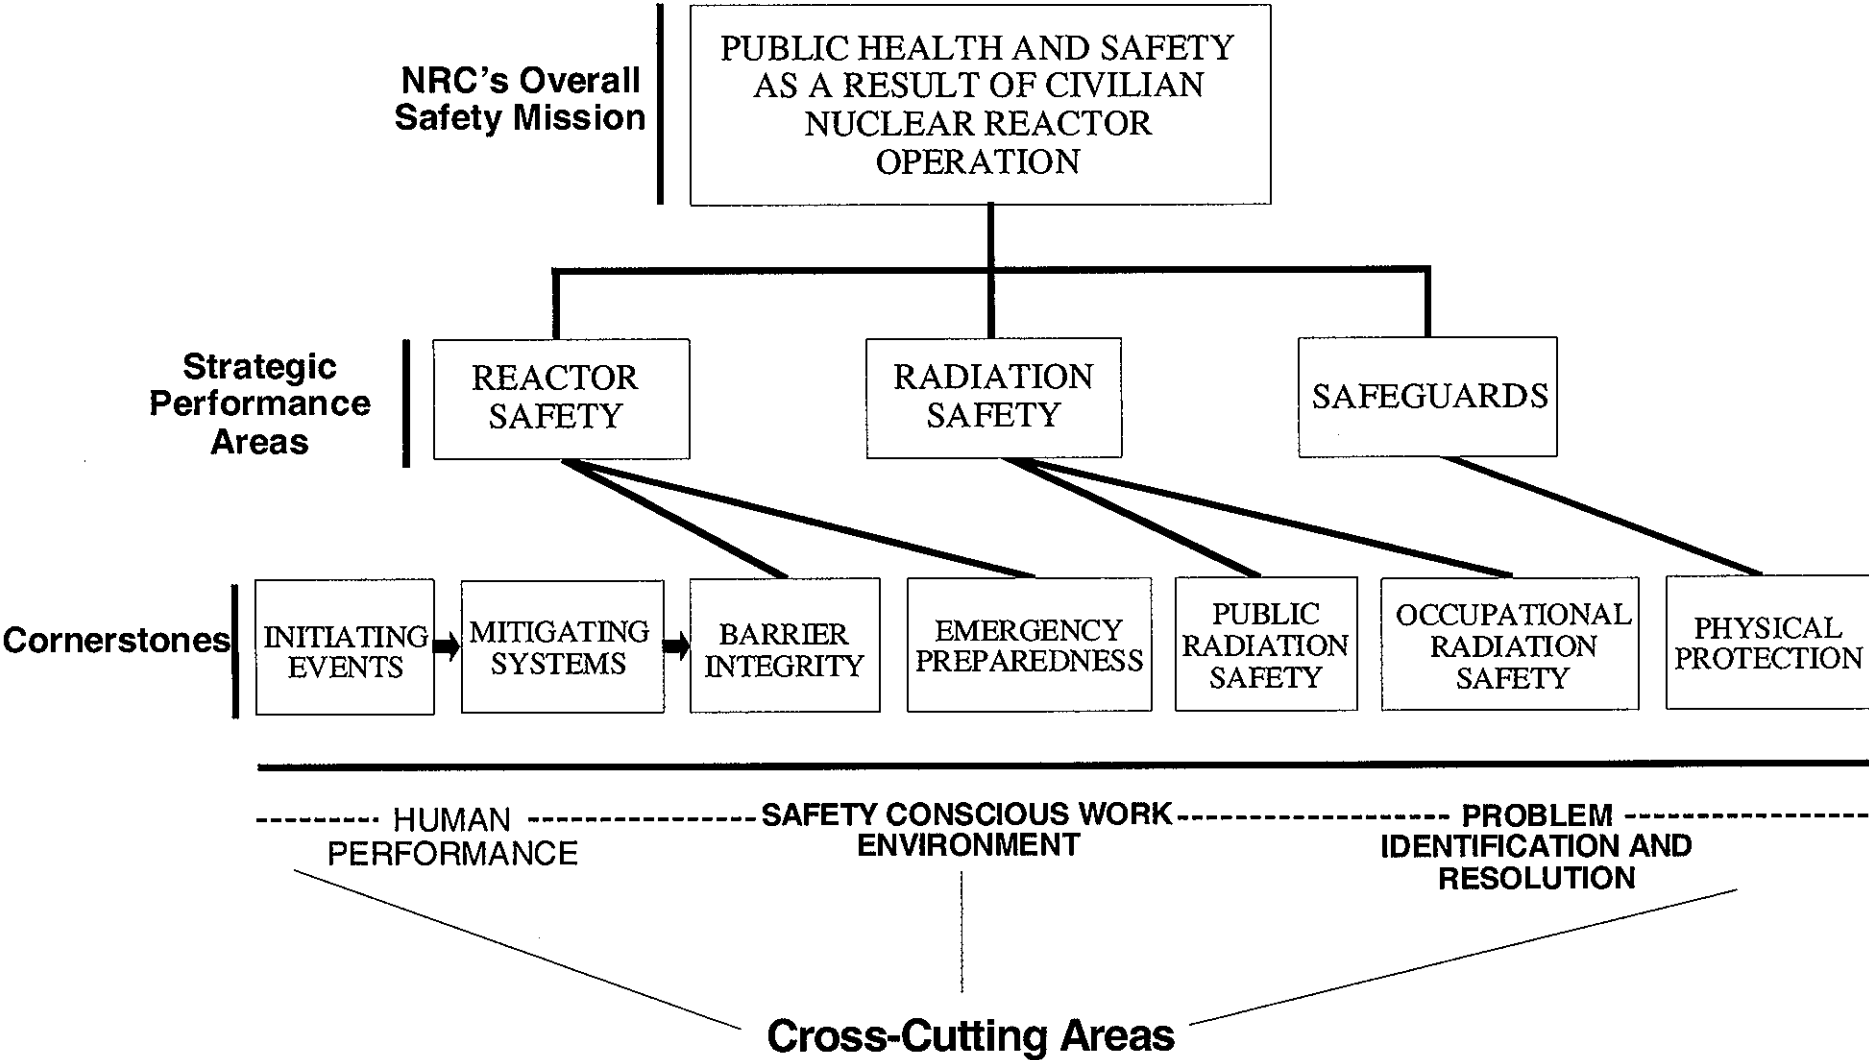 NRC's Overall
Safety Mission
PUBLIC HEALTH AND SAFETY
AS A RESULT OF CIVILIAN
NUCLEAR REACTOR
OPERATION
Strategic
Performance
Areas
REACTOR
SAFETY
RADIATION
SAFETY
SAFEGUARDS
Cornerstones
INITIATING
EVENTS
MITIGATING
SYSTEMS
BARRIER
INTEGRITY
EMERGENCY
PREPAREDNESS
PUBLIC
RADIATION
SAFETY
OCCUPATIONAL
RADIATION
SAFETY
PHYSICAL
PROTECTION
HUMAN
PERFORMANCE
SAFETY CONSCIOUS WORK
ENVIRONMENT
PROBLEM
IDENTIFICATION AND
RESOLUTION
Cross-Cutting Areas